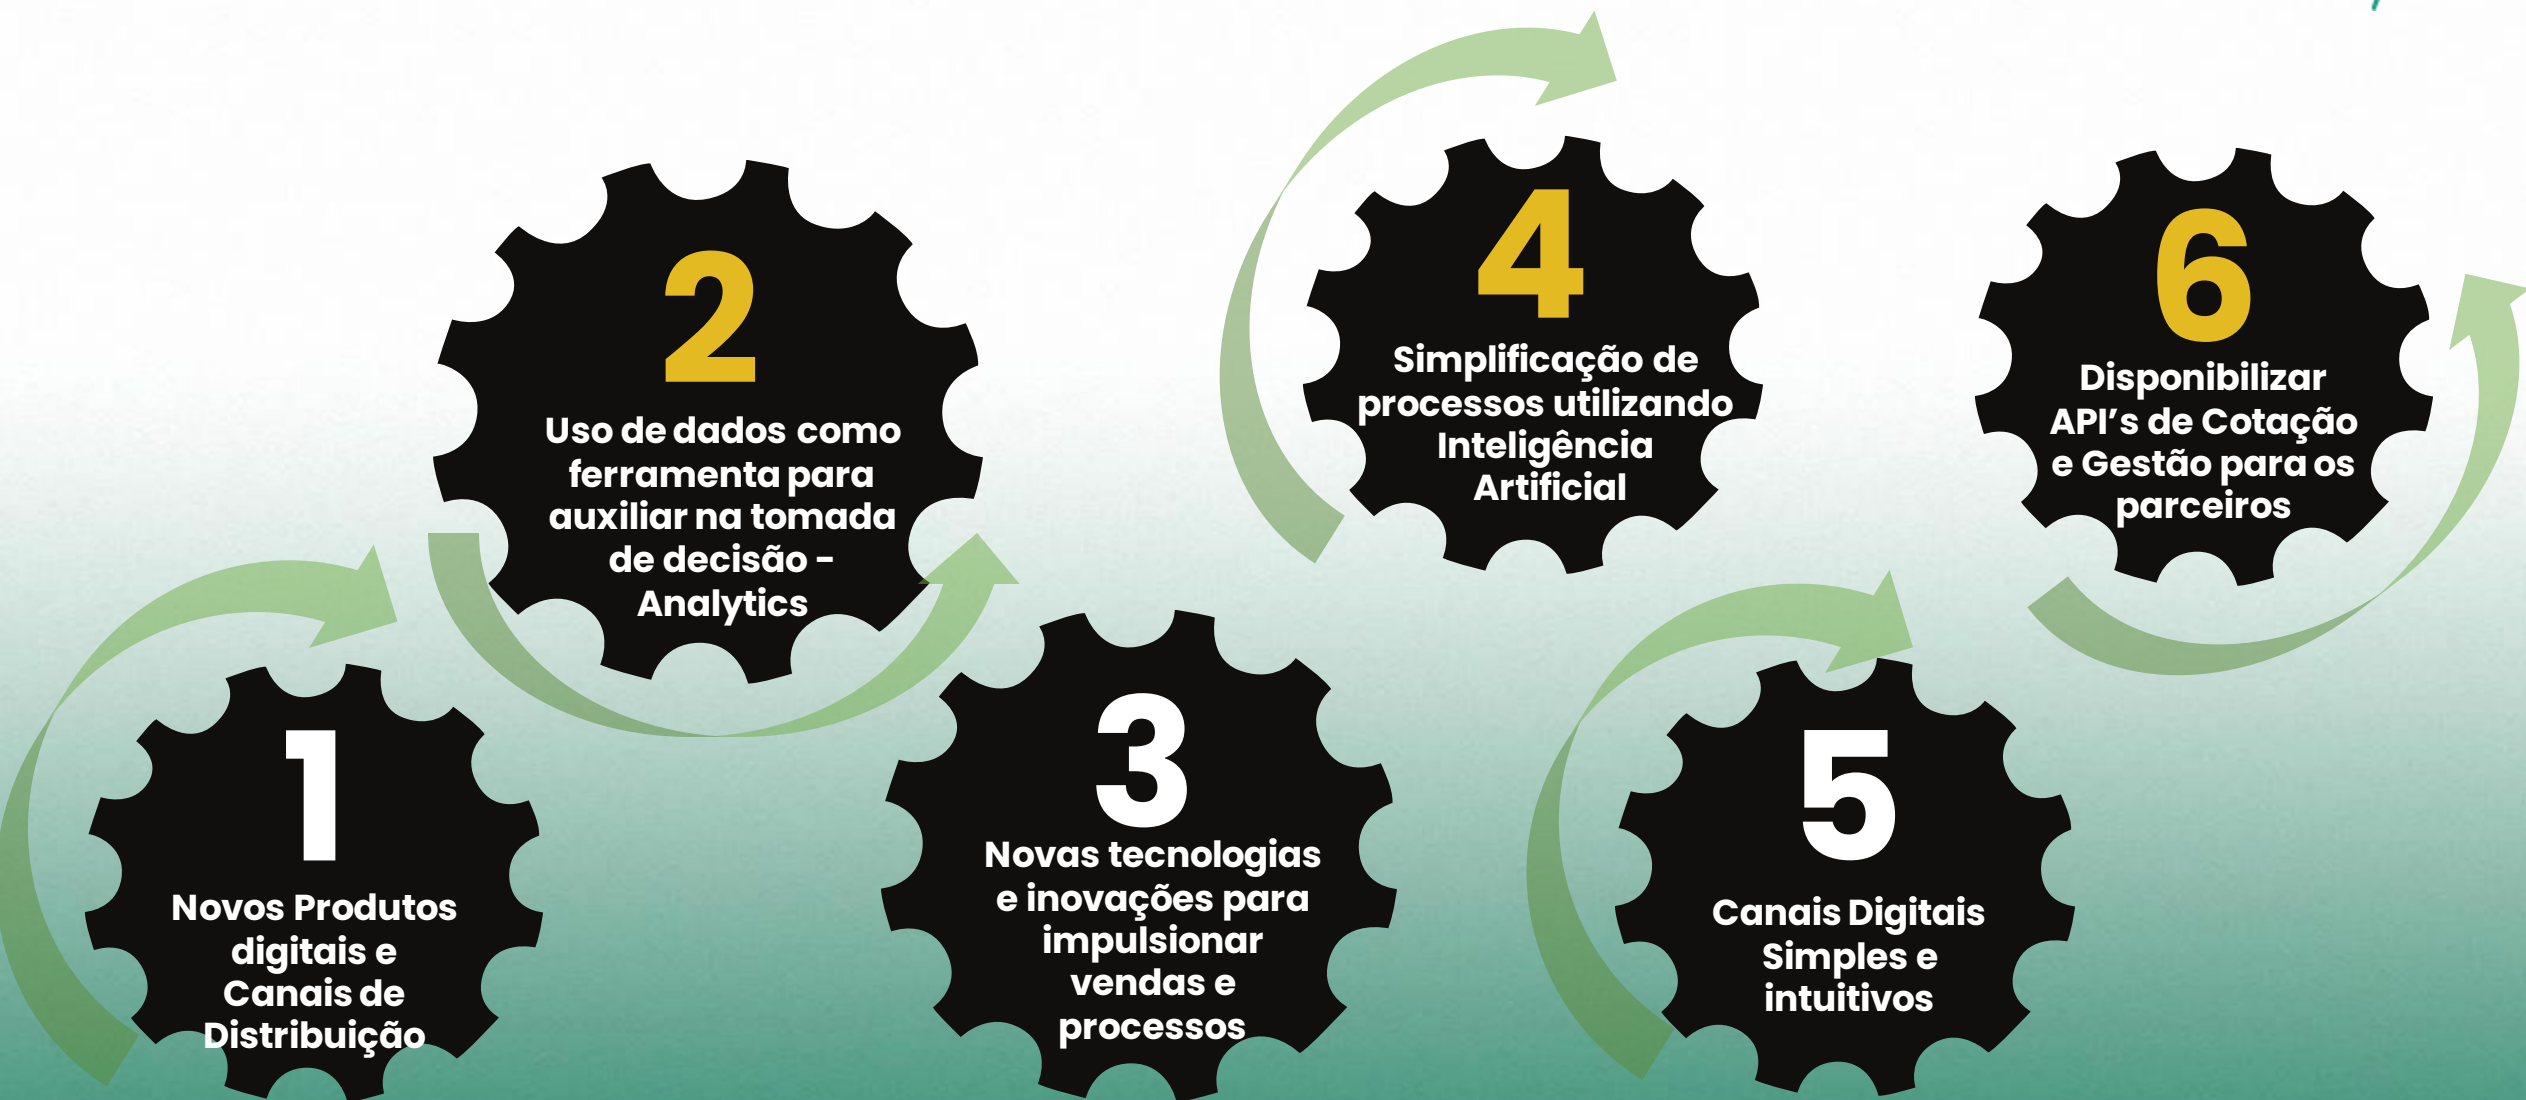 1
Novos Produtos
digitais e
Canais de
Distribuição
2
Uso de dados como
ferramenta para
auxiliar na tomada
de decisão -
Analytics
3
Novas tecnologias
e inovações para
impulsionar
vendas e
processos
4
Simplificação de
processos utilizando
Inteligência
Artificial
5
Canais Digitais
Simples e
intuitivos
6
Disponibilizar
API’s de Cotação
e Gestão para os
parceiros